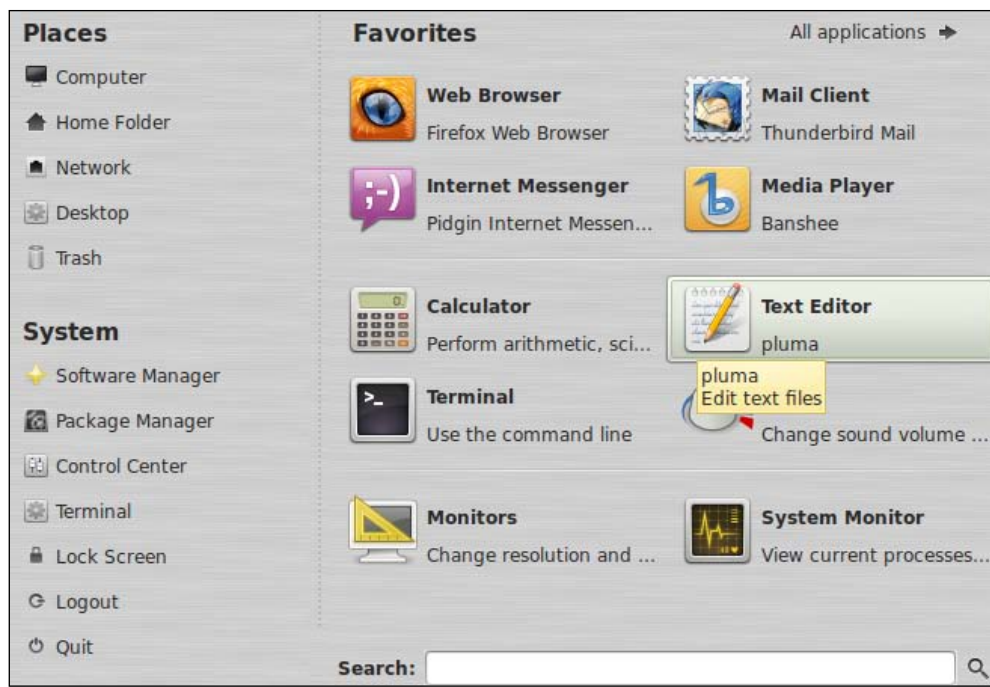 Places
Computer
Home Folder
Network
Desktop
Trash
System
Software Manager
Package Manager
Control Center
Terminal
Lock Screen
Logout
Quit
Favorites
All applications
Web Browser
Firefox Web Browser
Mail Client
Thunderbird Mail
Internet Messenger
Pidgin Internet Messen...
Media Player
Banshee
Calculator
Perform arithmetic, sci...
Text Editor
pluma
pluma
Edit text files
Terminal
Use the command line
Change sound volume ...
Monitors
Change resolution and ...
System Monitor
View current processes...
Search: